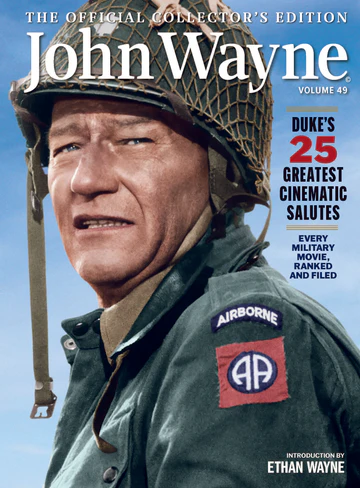 THE OFFICIAL COLLECTOR'S EDITION
John Wayne
©
VOLUME 49
DUKE'S
25
GREATEST
CINEMATIC
SALUTES
EVERY
MILITARY
MOVIE,
RANKED
AND FILED
AIRBORNE
AA
INTRODUCTION BY
ETHAN WAYNE